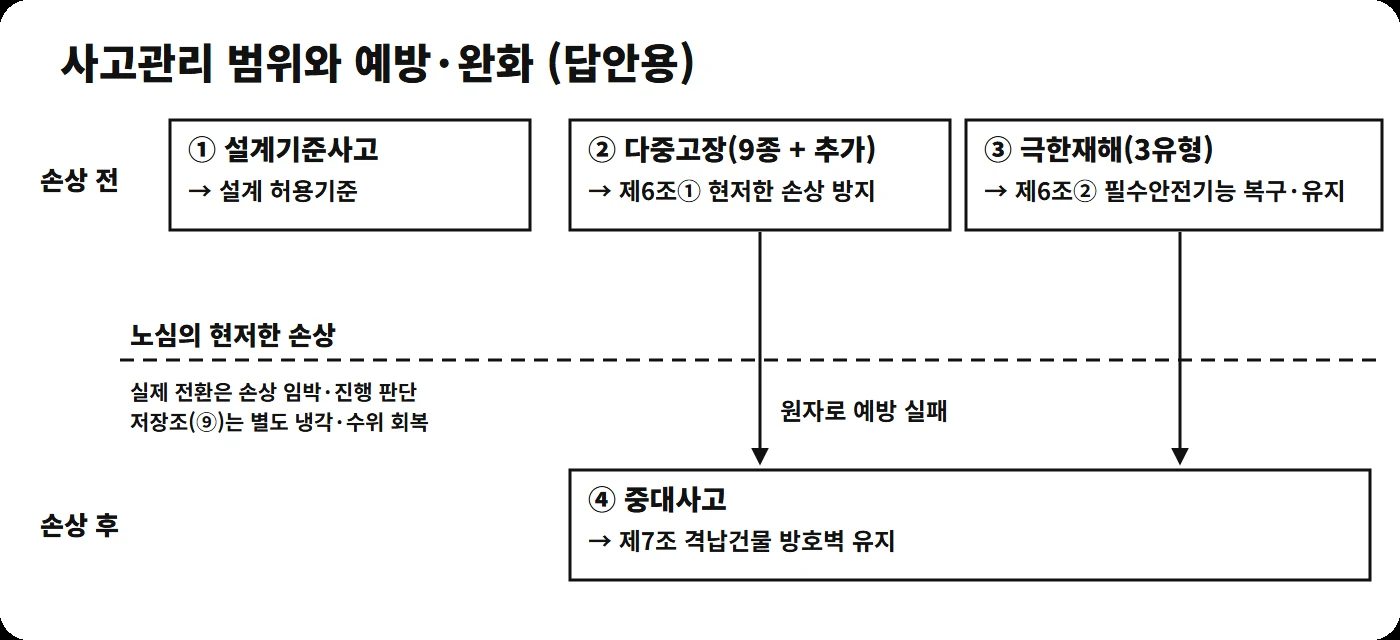 사고관리 범위와 예방·완화 (답안용)
손상 전
① 설계기준사고
→ 설계 허용기준
② 다중고장(9종 + 추가)
→ 제6조① 현저한 손상 방지
③ 극한재해(3유형)
→ 제6조② 필수안전기능 복구·유지
노심의 현저한 손상
실제 전환은 손상 임박·진행 판단
저장조(⑨)는 별도 냉각·수위 회복
원자로 예방 실패
손상 후
④ 중대사고
→ 제7조 격납건물 방호벽 유지